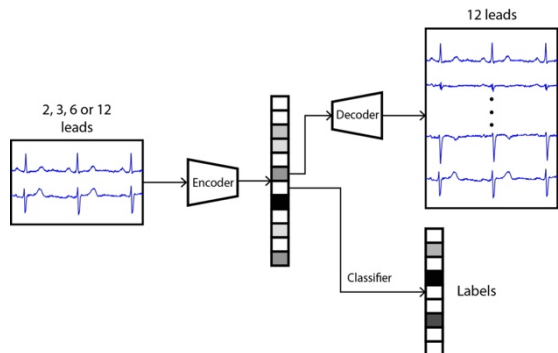 12 leads
2, 3, 6 or 12
leads
Decoder
Encoder
Classifier
Labels